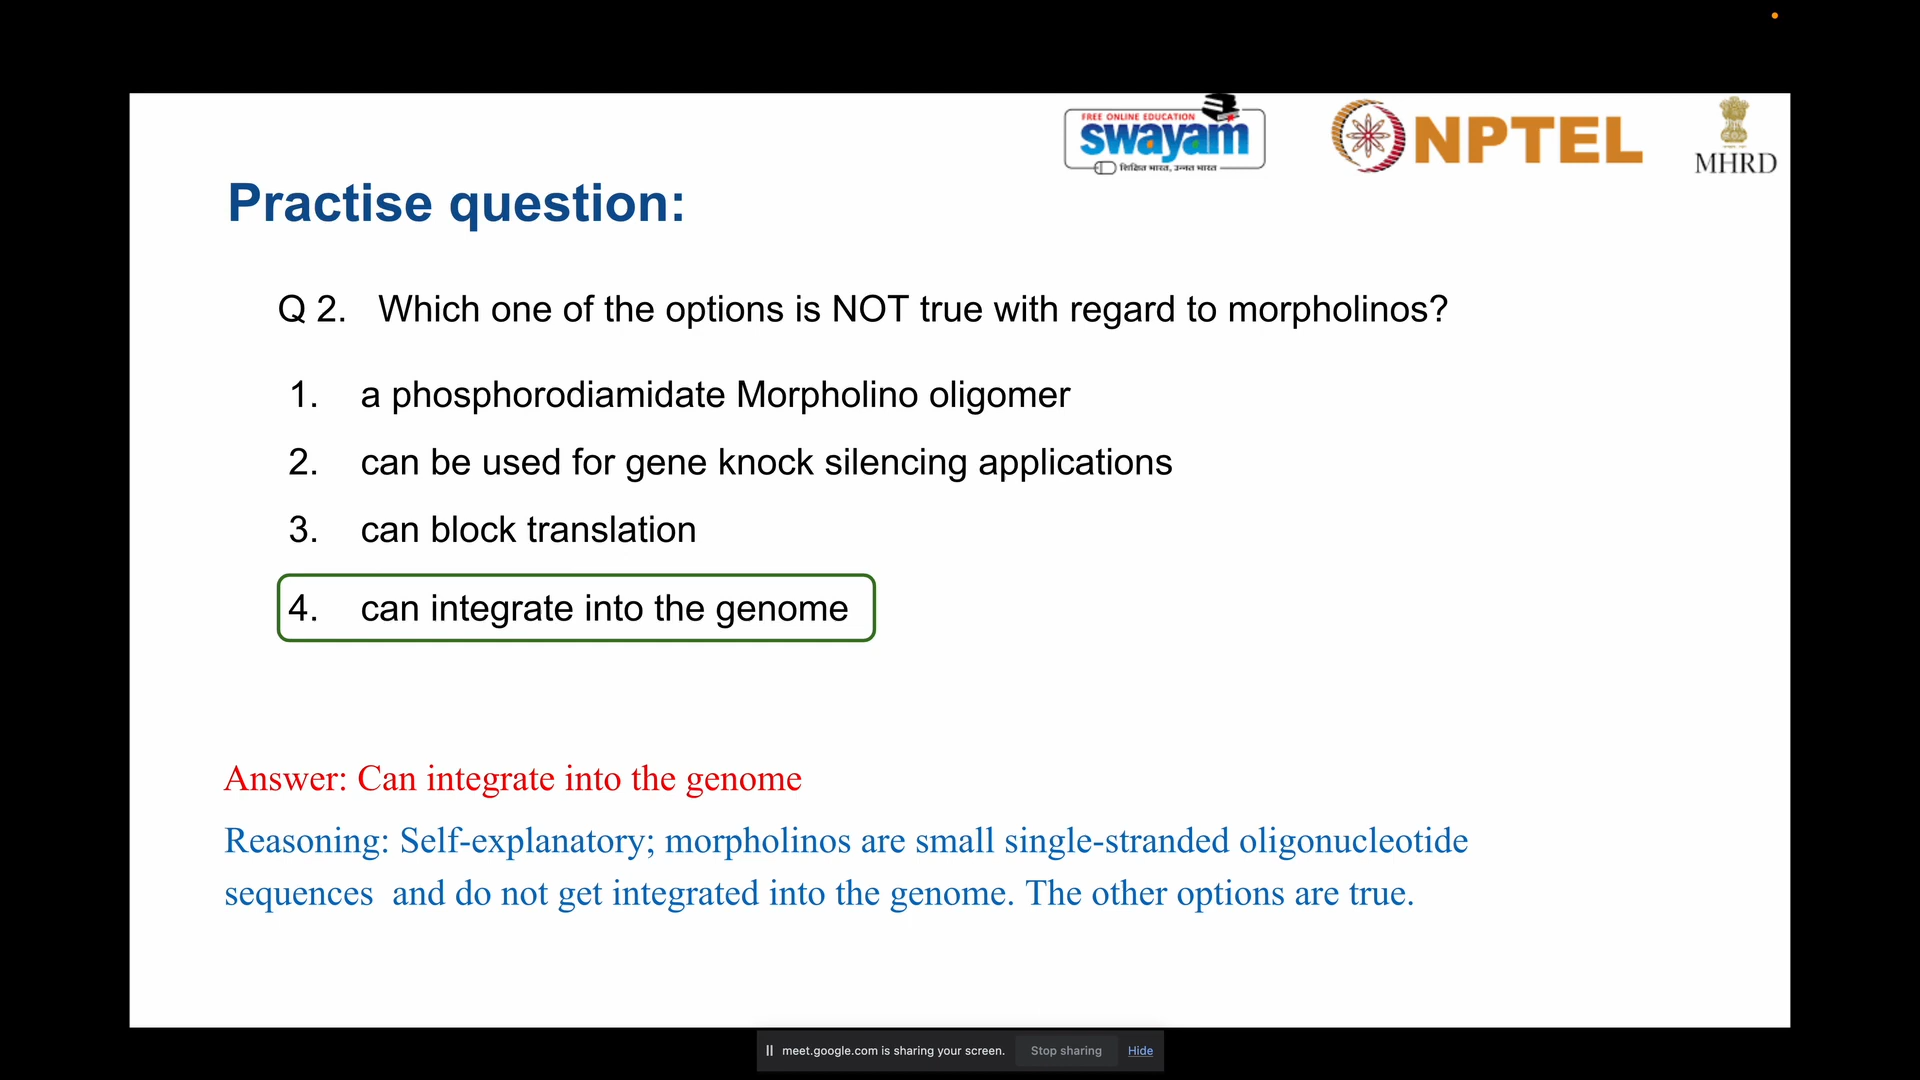 FREE ONLINE EDUCATION
swayam
शिक्षित भारत, उन्नत भारत
NPTEL
MHRD
Practise question:
Q 2. Which one of the options is NOT true with regard to morpholinos?
1. a phosphorodiamidate Morpholino oligomer
2. can be used for gene knock silencing applications
3. can block translation
4. can integrate into the genome
Answer: Can integrate into the genome
Reasoning: Self-explanatory; morpholinos are small single-stranded oligonucleotide
sequences and do not get integrated into the genome. The other options are true.
meet.google.com is sharing your screen. Stop sharing Hide